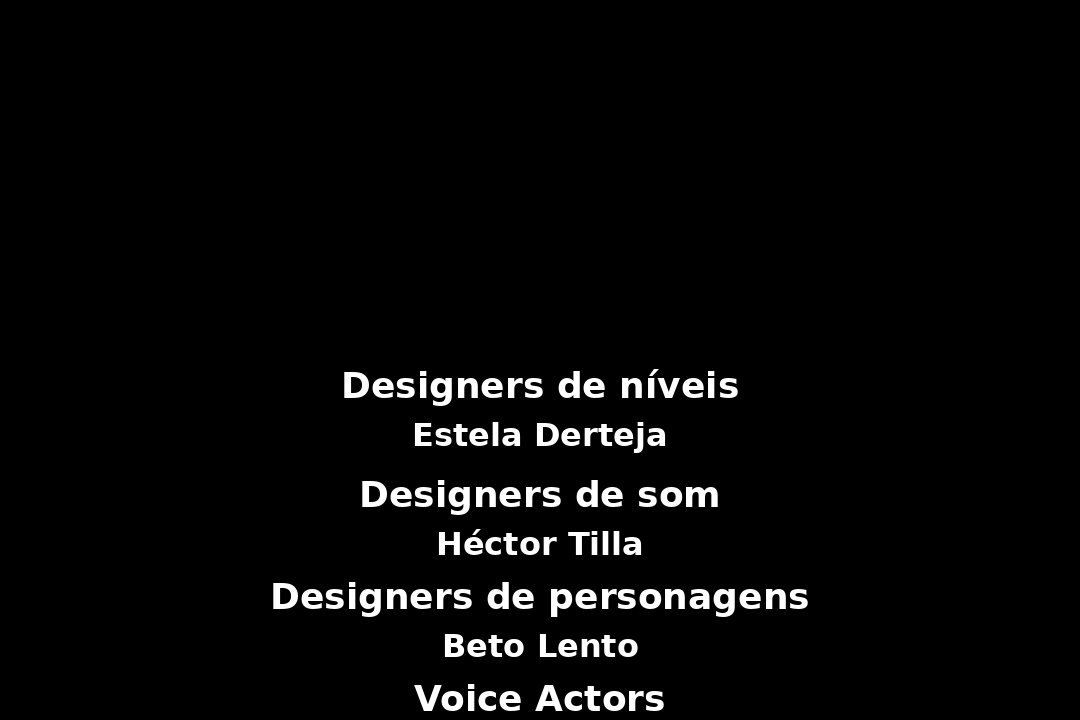 Designers de níveis
Estela Derteja
Designers de som
Héctor Tilla
Designers de personagens
Beto Lento
Voice Actors